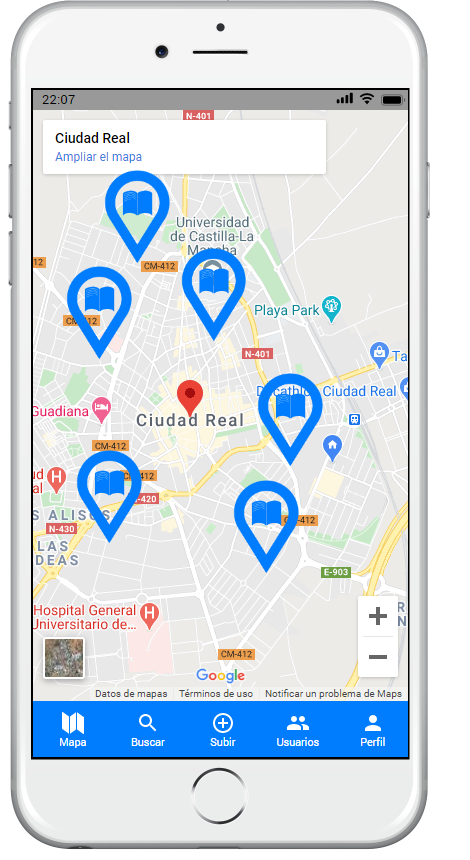 22:07
N-401
Ciudad Real
Ampliar el mapa
Universidad
de Castilla-La
Mancha
CM-412
Playa Park
CM-412
N-401
Ta
Decathlon Ciudad Real
Guadiana
Ciudad Real
CM-412
CM-412
N-420
S ALISOS
CM-412
N-430
LAS
DEAS
E-903
Hospital General
Universitario de...
R
N
CM-412
Google
Datos de mapas
Términos de uso
Notificar un problema de Maps
Mapa
Buscar
Subir
Usuarios
Perfil